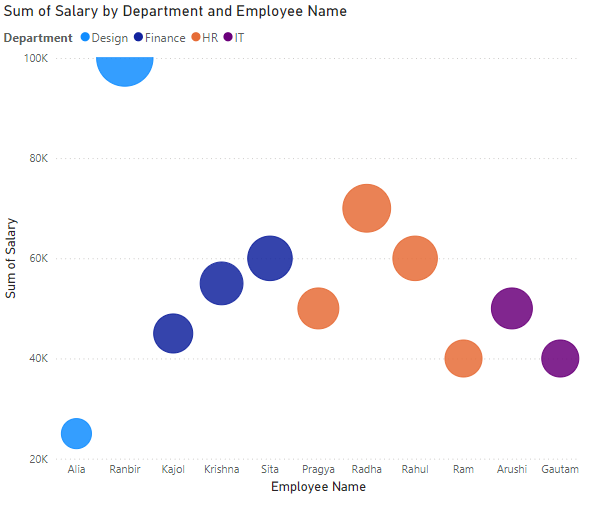 Sum of Salary by Department and Employee Name
Department Design Finance HR IT
100K
80K
60K
40K
20K
Sum of Salary
Alia Ranbir Kajol Krishna Sita Pragya Radha Rahul Ram Arushi Gautam
Employee Name